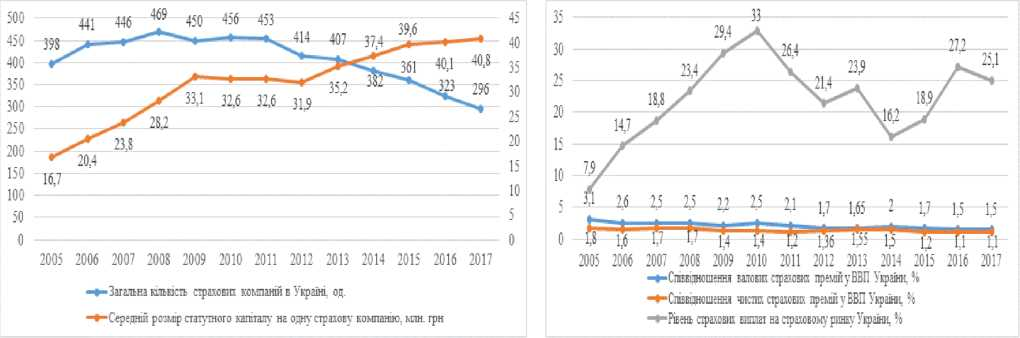 500 45
450 40
400 35
350 30
300 25
250 20
200 15
150 10
100 5
50
0 0
398 441 446 469 450 456 453 414 407 382 361 323 296
16,7 20,4 23,8 28,2 33,1 32,6 32,6 31,9 35,2 37,4 39,6 40,1 40,8
2005 2006 2007 2008 2009 2010 2011 2012 2013 2014 2015 2016 2017
Загальна кількість страхових компаній в Україні, од.
Середній розмір статутного капіталу на одну страхову компанію, млн. грн
35
30
25
20
15
10
5
0
7,9 14,7 18,8 23,4 29,4 33 26,4 21,4 23,9 16,2 18,9 27,2 25,1
3,1 2,6 2,5 2,5 2,2 2,5 2,1 1,7 1,65 2 1,7 1,5 1,5
1,8 1,6 1,7 1,7 1,4 1,4 1,2 1,36 1,55 1,5 1,2 1,1 1,1
2005 2006 2007 2008 2009 2010 2011 2012 2013 2014 2015 2016 2017
Співвідношення валових страхових премій у ВВП України, %
Співвідношення чистих страхових премій у ВВП України, %
Рівень страхових виплат на страховому ринку України, %